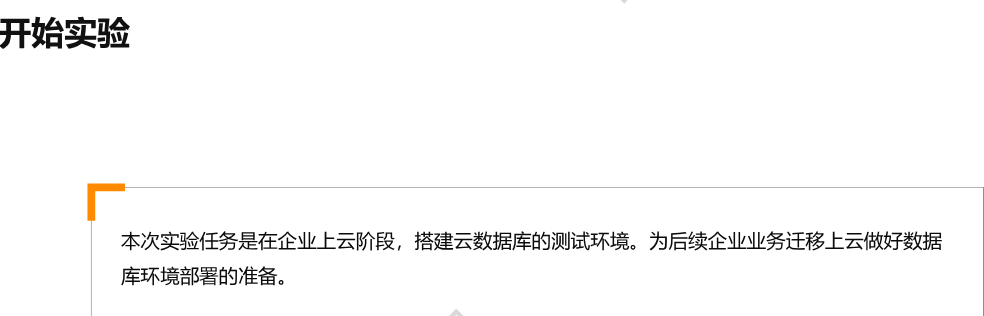 开始实验
本次实验任务是在企业上云阶段，搭建云数据库的测试环境。为后续企业业务迁移上云做好数据
库环境部署的准备。